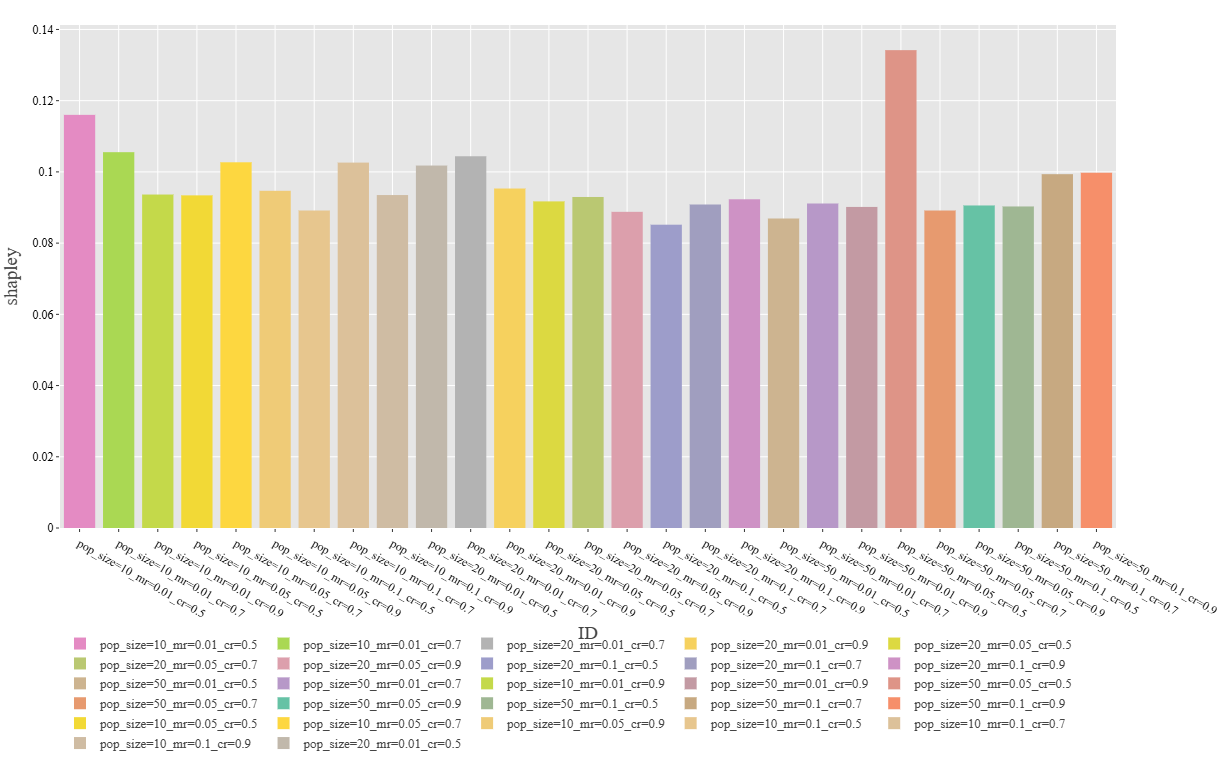 0.14
0.12
0.1
0.08
0.06
0.04
0.02
0
shapley
pop_size=10_mr=0.01_cr=0.5
pop_size=10_mr=0.01_cr=0.7
pop_size=10_mr=0.01_cr=0.9
pop_size=10_mr=0.05_cr=0.5
pop_size=10_mr=0.05_cr=0.7
pop_size=10_mr=0.05_cr=0.9
pop_size=10_mr=0.1_cr=0.5
pop_size=10_mr=0.1_cr=0.7
pop_size=10_mr=0.1_cr=0.9
pop_size=20_mr=0.01_cr=0.5
pop_size=20_mr=0.01_cr=0.7
pop_size=20_mr=0.01_cr=0.9
pop_size=20_mr=0.05_cr=0.5
pop_size=20_mr=0.05_cr=0.7
pop_size=20_mr=0.05_cr=0.9
pop_size=20_mr=0.1_cr=0.5
pop_size=20_mr=0.1_cr=0.7
pop_size=20_mr=0.1_cr=0.9
pop_size=50_mr=0.01_cr=0.5
pop_size=50_mr=0.01_cr=0.7
pop_size=50_mr=0.01_cr=0.9
pop_size=50_mr=0.05_cr=0.5
pop_size=50_mr=0.05_cr=0.7
pop_size=50_mr=0.05_cr=0.9
pop_size=50_mr=0.1_cr=0.5
pop_size=50_mr=0.1_cr=0.7
pop_size=50_mr=0.1_cr=0.9
ID
pop_size=10_mr=0.01_cr=0.5 pop_size=10_mr=0.01_cr=0.7 pop_size=20_mr=0.01_cr=0.7 pop_size=20_mr=0.01_cr=0.9 pop_size=20_mr=0.05_cr=0.5
pop_size=20_mr=0.05_cr=0.7 pop_size=20_mr=0.05_cr=0.9 pop_size=20_mr=0.1_cr=0.5 pop_size=20_mr=0.1_cr=0.7 pop_size=20_mr=0.1_cr=0.9
pop_size=50_mr=0.01_cr=0.5 pop_size=50_mr=0.01_cr=0.7 pop_size=10_mr=0.01_cr=0.9 pop_size=50_mr=0.01_cr=0.9 pop_size=50_mr=0.05_cr=0.5
pop_size=50_mr=0.05_cr=0.7 pop_size=50_mr=0.05_cr=0.9 pop_size=50_mr=0.1_cr=0.5 pop_size=50_mr=0.1_cr=0.7 pop_size=50_mr=0.1_cr=0.9
pop_size=10_mr=0.05_cr=0.5 pop_size=10_mr=0.05_cr=0.7 pop_size=10_mr=0.05_cr=0.9 pop_size=10_mr=0.1_cr=0.5 pop_size=10_mr=0.1_cr=0.7
pop_size=10_mr=0.1_cr=0.9 pop_size=20_mr=0.01_cr=0.5